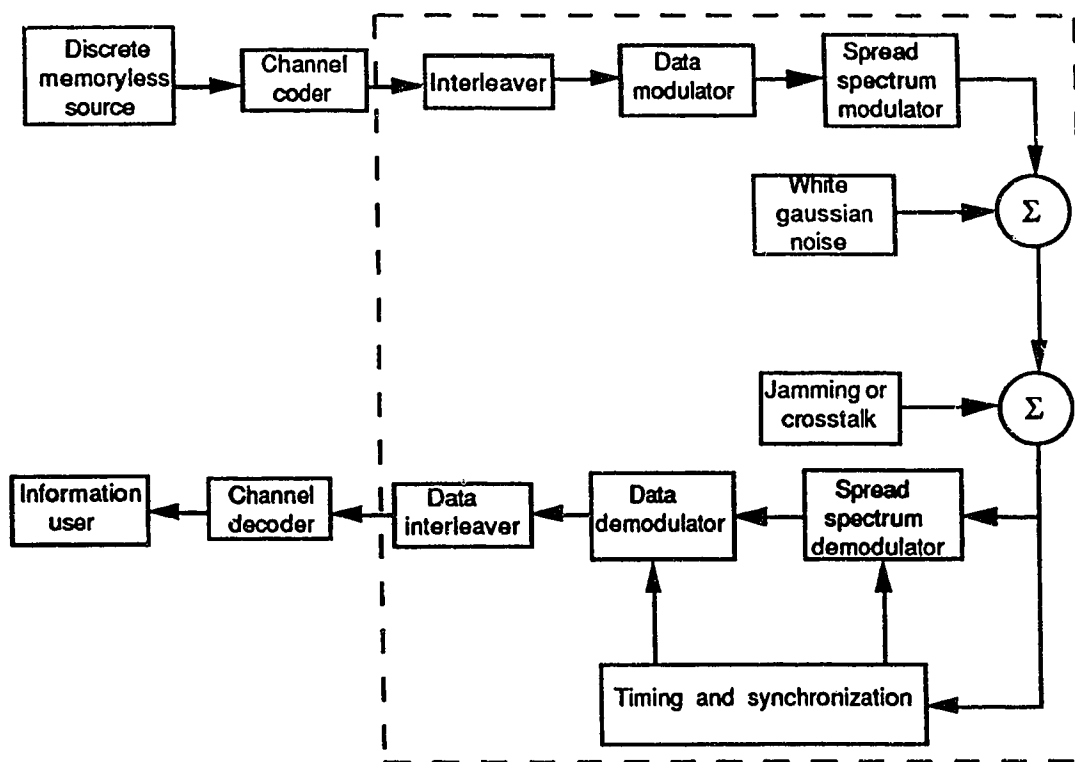 Discrete
memoryless
source
Channel
coder
Interleaver
Data
modulator
Spread
spectrum
modulator
White
gaussian
noise
Σ
Jamming or
crosstalk
Σ
Information
user
Channel
decoder
Data
interleaver
Data
demodulator
Spread
spectrum
demodulator
Timing and synchronization